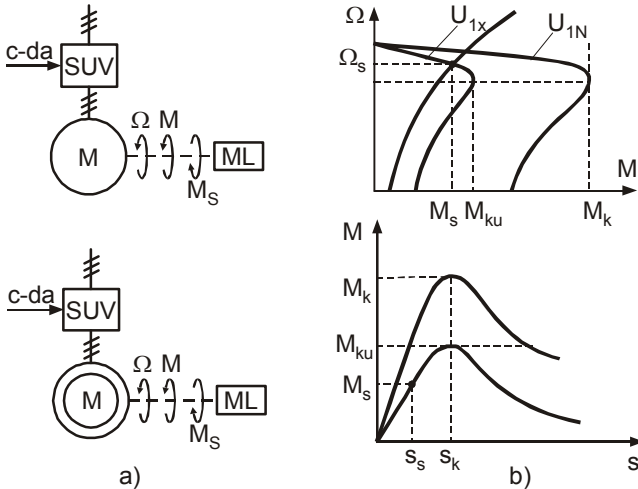 c-da
SUV
M
Ω M
M_S
ML
c-da
SUV
M
Ω M
M_S
ML
a)
Ω
U_1x
U_1N
Ω_s
M_s M_ku M_k
M
M
M_k
M_ku
M_s
s_s s_k s
b)